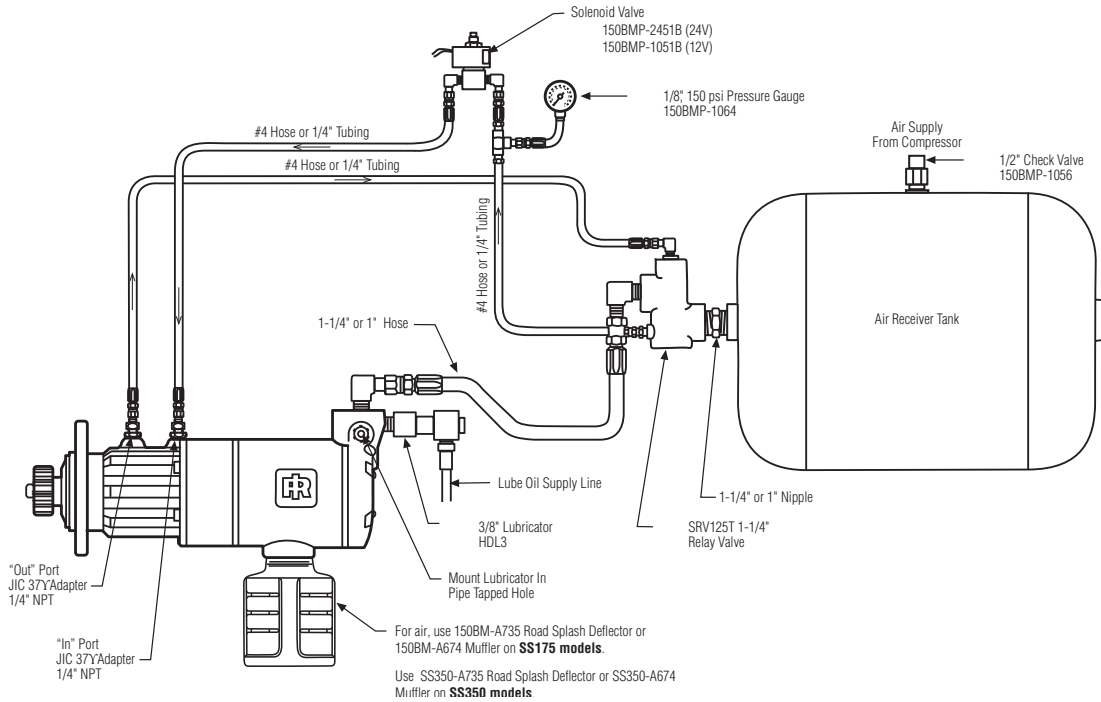 Solenoid Valve
150BMP-2451B (24V)
150BMP-1051B (12V)
1/8", 150 psi Pressure Gauge
150BMP-1064
Air Supply
From Compressor
1/2" Check Valve
150BMP-1056
#4 Hose or 1/4" Tubing
#4 Hose or 1/4" Tubing
#4 Hose or 1/4" Tubing
1-1/4" or 1" Hose
Air Receiver Tank
IR
Lube Oil Supply Line
1-1/4" or 1" Nipple
3/8" Lubricator
HDL3
SRV125T 1-1/4"
Relay Valve
"Out" Port
JIC 37ϒAdapter
1/4" NPT
Mount Lubricator In
Pipe Tapped Hole
"In" Port
JIC 37ϒAdapter
1/4" NPT
For air, use 150BM-A735 Road Splash Deflector or
150BM-A674 Muffler on SS175 models.
Use SS350-A735 Road Splash Deflector or SS350-A674
Muffler on SS350 models.